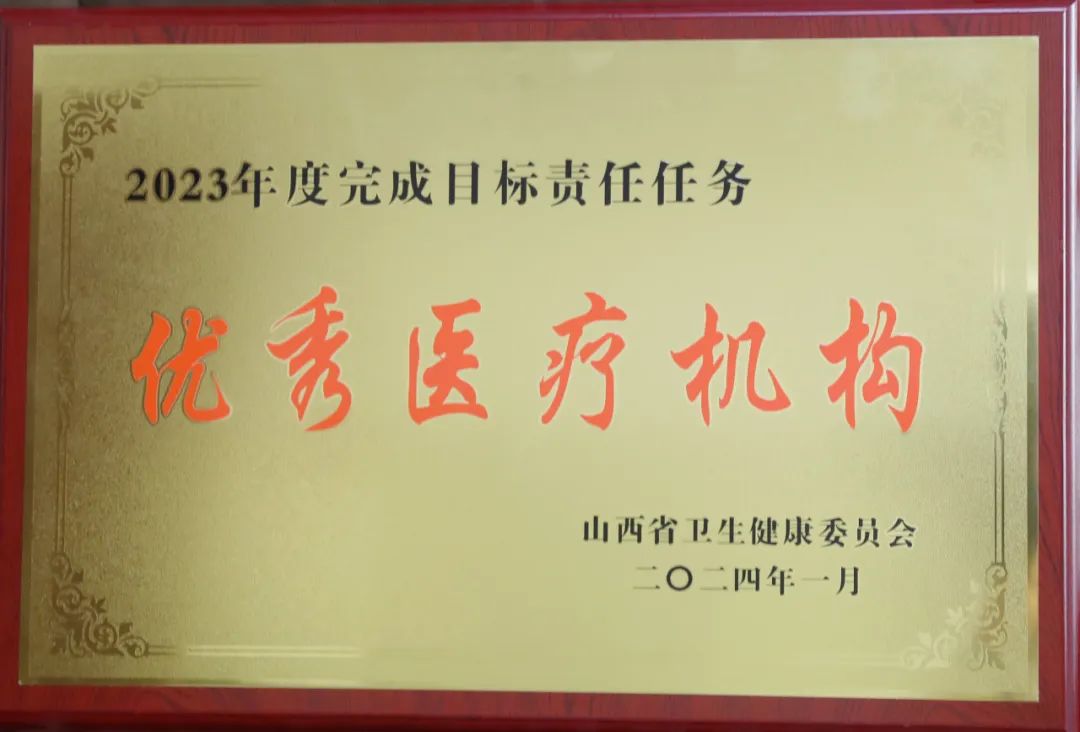 2023年度完成目标责任任务
优秀医疗机构
山西省卫生健康委员会
二〇二四年一月